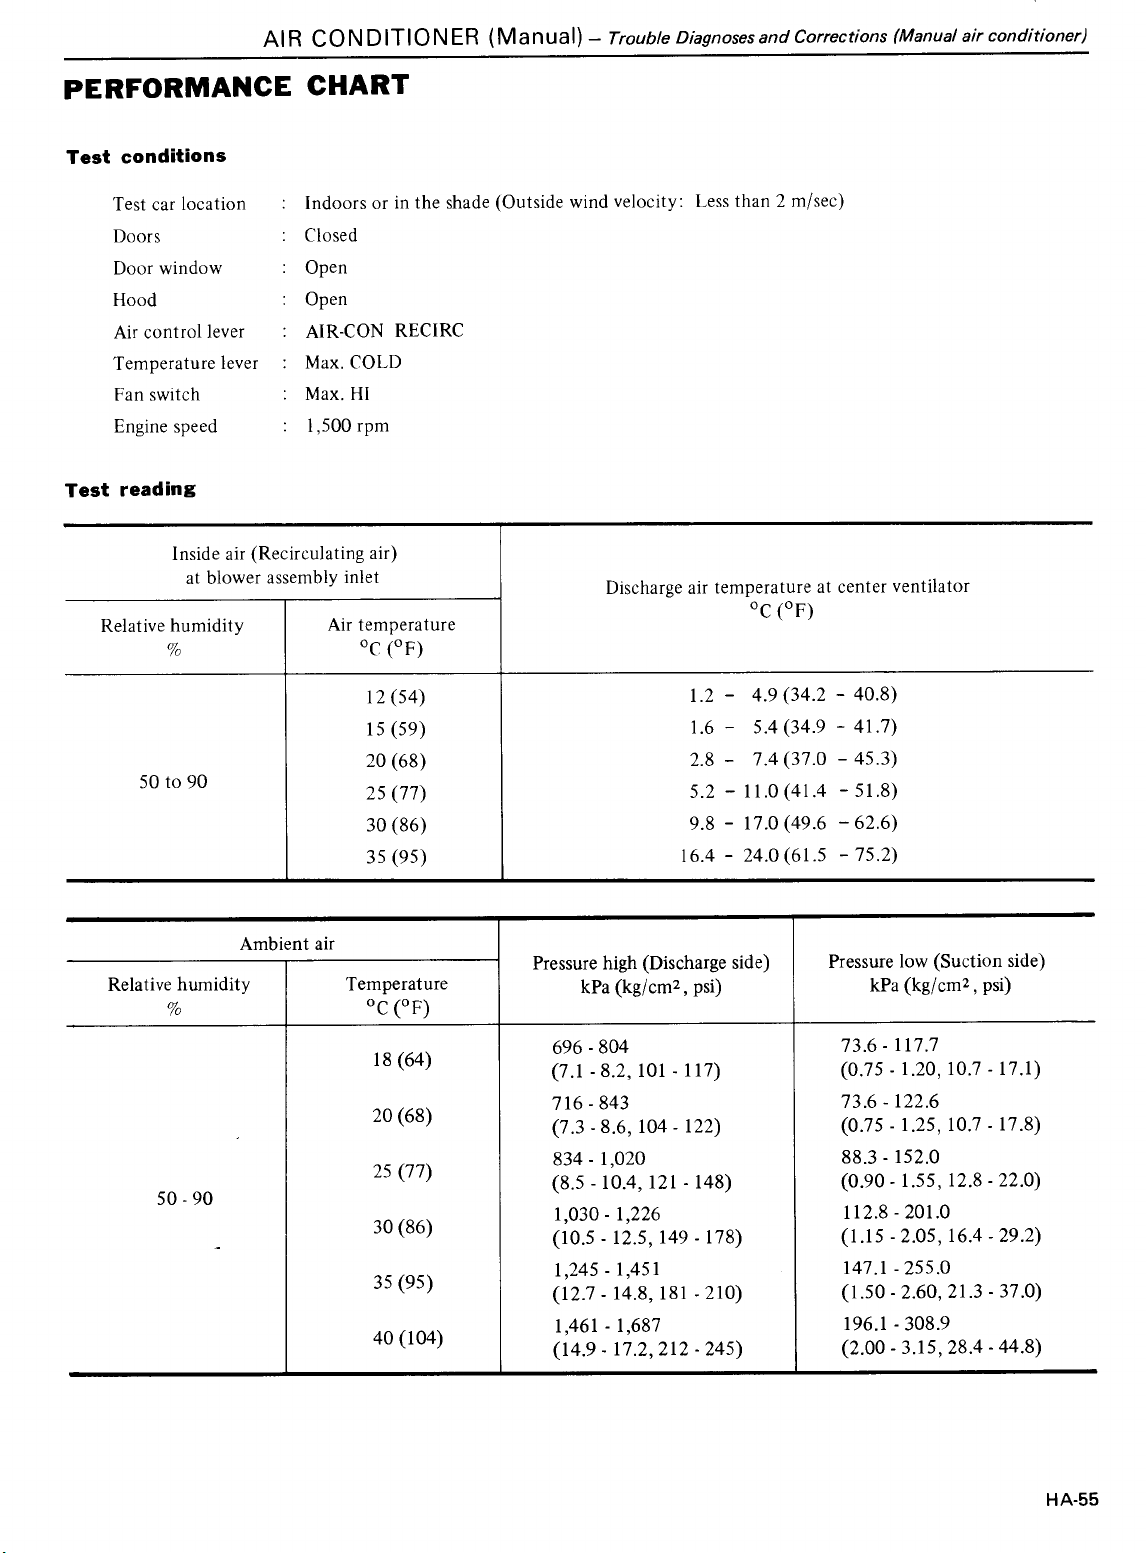 AIR CONDITIONER (Manual) – Trouble Diagnoses and Corrections (Manual air conditioner)
PERFORMANCE CHART
Test conditions
Test car location : Indoors or in the shade (Outside wind velocity: Less than 2 m/sec)
Doors : Closed
Door window : Open
Hood : Open
Air control lever : AIR-CON RECIRC
Temperature lever : Max. COLD
Fan switch : Max. HI
Engine speed : 1,500 rpm
Test reading
Inside air (Recirculating air)
at blower assembly inlet
Discharge air temperature at center ventilator
°C (°F)
Relative humidity
%
Air temperature
°C (°F)
50 to 90
12 (54) 1.2 - 4.9 (34.2 - 40.8)
15 (59) 1.6 - 5.4 (34.9 - 41.7)
20 (68) 2.8 - 7.4 (37.0 - 45.3)
25 (77) 5.2 - 11.0 (41.4 - 51.8)
30 (86) 9.8 - 17.0 (49.6 - 62.6)
35 (95) 16.4 - 24.0 (61.5 - 75.2)
Ambient air
Pressure high (Discharge side)
kPa (kg/cm², psi)
Pressure low (Suction side)
kPa (kg/cm², psi)
Relative humidity
%
Temperature
°C (°F)
50 - 90
18 (64)
696 - 804
(7.1 - 8.2, 101 - 117)
73.6 - 117.7
(0.75 - 1.20, 10.7 - 17.1)
20 (68)
716 - 843
(7.3 - 8.6, 104 - 122)
73.6 - 122.6
(0.75 - 1.25, 10.7 - 17.8)
25 (77)
834 - 1,020
(8.5 - 10.4, 121 - 148)
88.3 - 152.0
(0.90 - 1.55, 12.8 - 22.0)
30 (86)
1,030 - 1,226
(10.5 - 12.5, 149 - 178)
112.8 - 201.0
(1.15 - 2.05, 16.4 - 29.2)
35 (95)
1,245 - 1,451
(12.7 - 14.8, 181 - 210)
147.1 - 255.0
(1.50 - 2.60, 21.3 - 37.0)
40 (104)
1,461 - 1,687
(14.9 - 17.2, 212 - 245)
196.1 - 308.9
(2.00 - 3.15, 28.4 - 44.8)
HA-55